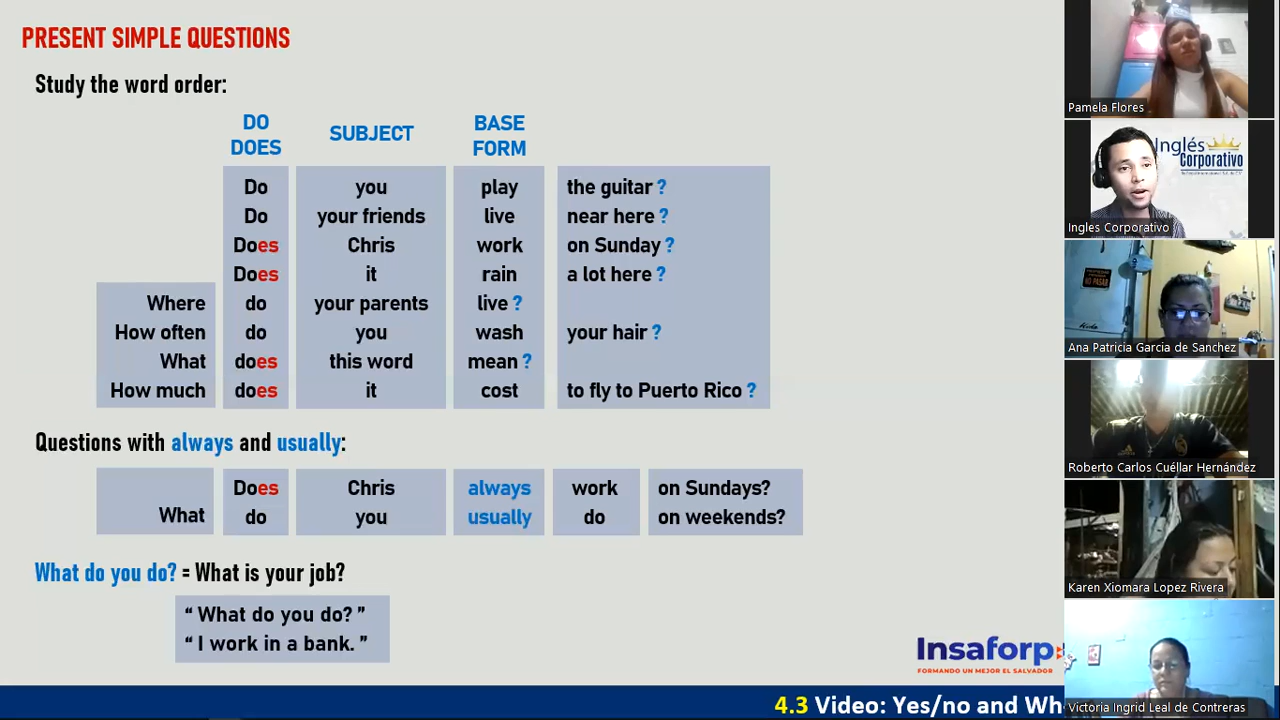 PRESENT SIMPLE QUESTIONS
Study the word order:
DO DOES SUBJECT BASE FORM
Do you play the guitar ?
Do your friends live near here ?
Does Chris work on Sunday ?
Does it rain a lot here ?
Where do your parents live ?
How often do you wash your hair ?
What does this word mean ?
How much does it cost to fly to Puerto Rico ?
Questions with always and usually:
Does Chris always work on Sundays?
What do you usually do on weekends?
What do you do? = What is your job?
“ What do you do? ”
“ I work in a bank. ”
Insaforp
FORMANDO UN MEJOR EL SALVADOR
4.3 Video: Yes/no and Wh
Pamela Flores
Inglés
Corporativo
Ingles Corporativo
NO PASAR
Ana Patricia Garcia de Sanchez
Roberto Carlos Cuéllar Hernández
Karen Xiomara Lopez Rivera
Victoria Ingrid Leal de Contreras